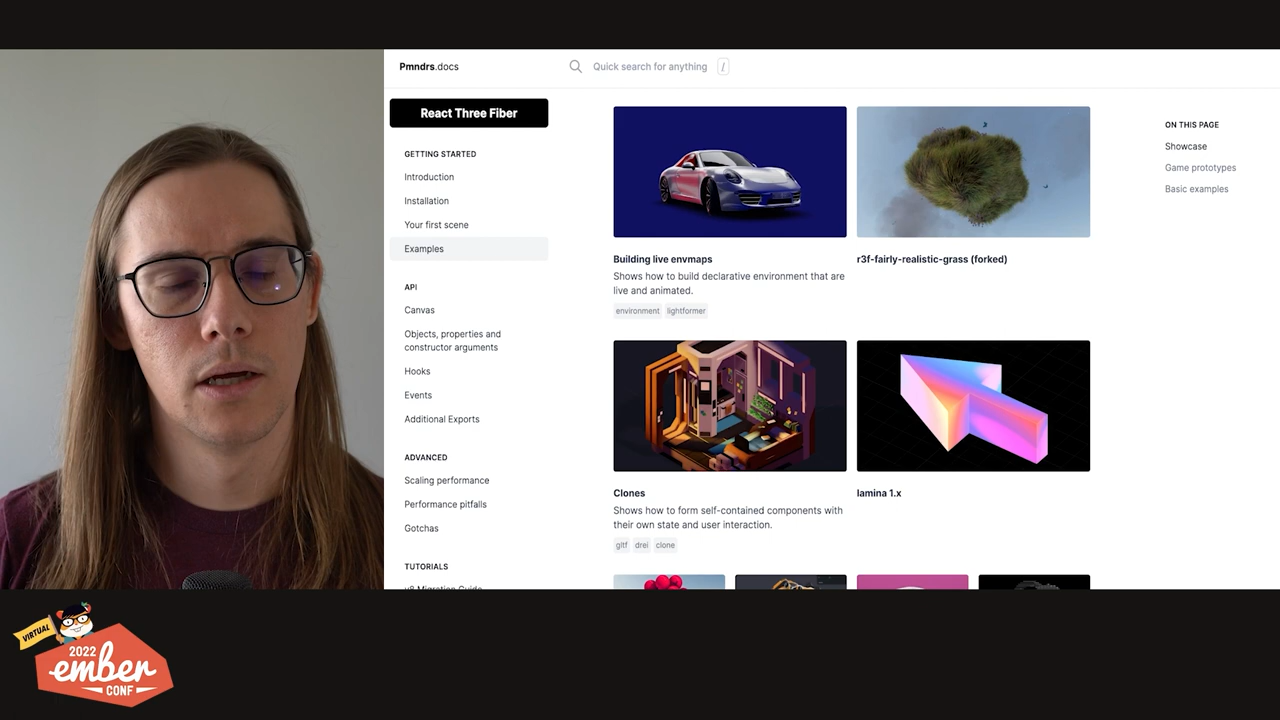 Pmndrs.docs
Quick search for anything
/
React Three Fiber
GETTING STARTED
Introduction
Installation
Your first scene
Examples
API
Canvas
Objects, properties and
constructor arguments
Hooks
Events
Additional Exports
ADVANCED
Scaling performance
Performance pitfalls
Gotchas
TUTORIALS
v8 Migration Guide
Building live envmaps
Shows how to build declarative environment that are
live and animated.
environment lightformer
r3f-fairly-realistic-grass (forked)
Clones
Shows how to form self-contained components with
their own state and user interaction.
gltf drei clone
lamina 1.x
ON THIS PAGE
Showcase
Game prototypes
Basic examples
VIRTUAL
2022
ember
CONF